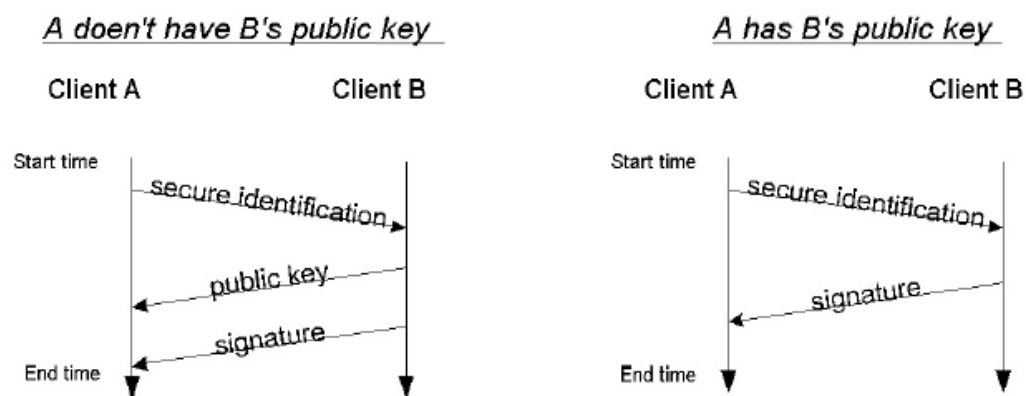 A doen't have B's public key
Client A
Client B
Start time
secure identification
public key
signature
End time
A has B's public key
Client A
Client B
Start time
secure identification
signature
End time